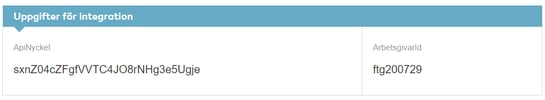 Uppgifter för integration
ApiNyckel
sxnZ04cZFgfVVTC4JO8rNHg3e5Ugje
ArbetsgivarId
ftg200729